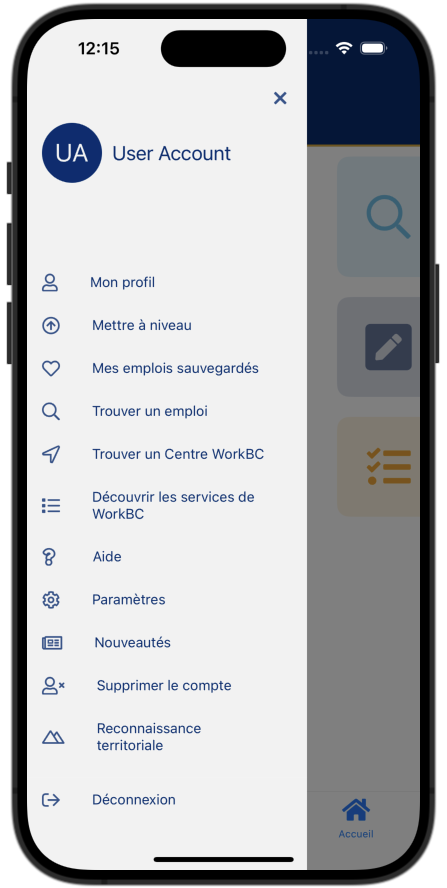 12:15
UA
User Account
Mon profil
Mettre à niveau
Mes emplois sauvegardés
Trouver un emploi
Trouver un Centre WorkBC
Découvrir les services de
WorkBC
Aide
Paramètres
Nouveautés
Supprimer le compte
Reconnaissance
territoriale
Déconnexion
Accueil